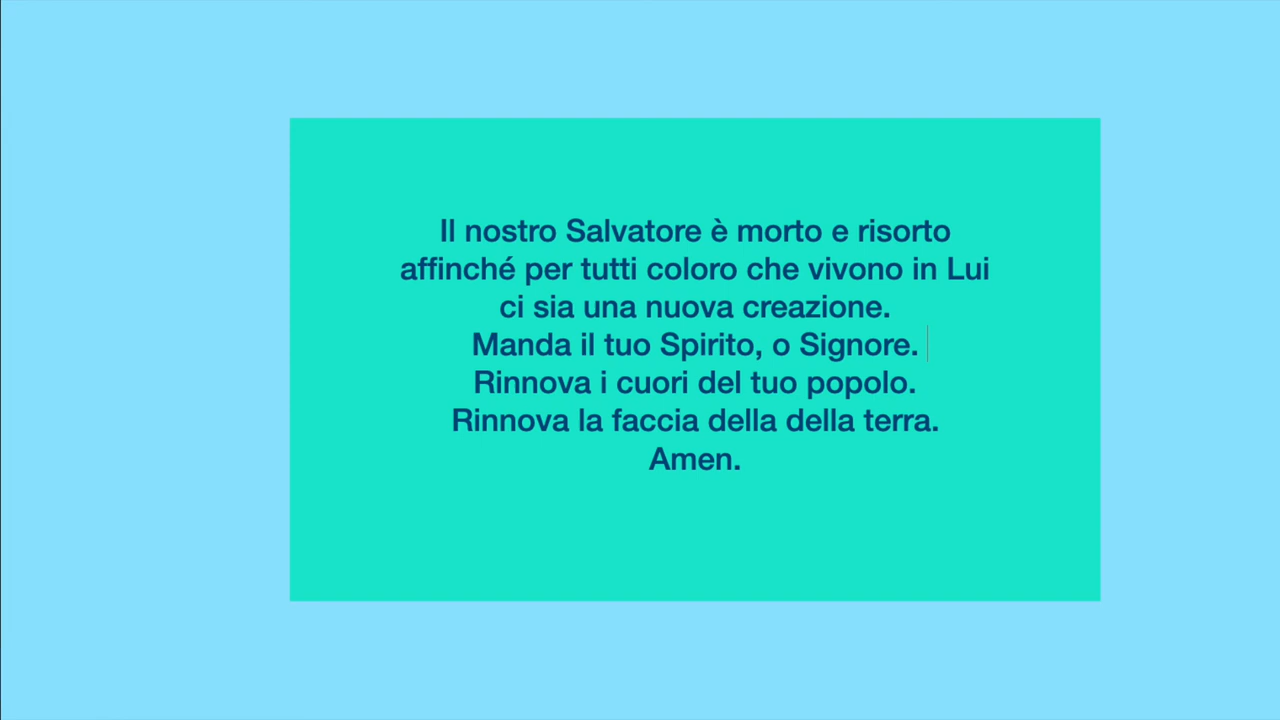 Il nostro Salvatore è morto e risorto
affinché per tutti coloro che vivono in Lui
ci sia una nuova creazione.
Manda il tuo Spirito, o Signore.
Rinnova i cuori del tuo popolo.
Rinnova la faccia della della terra.
Amen.